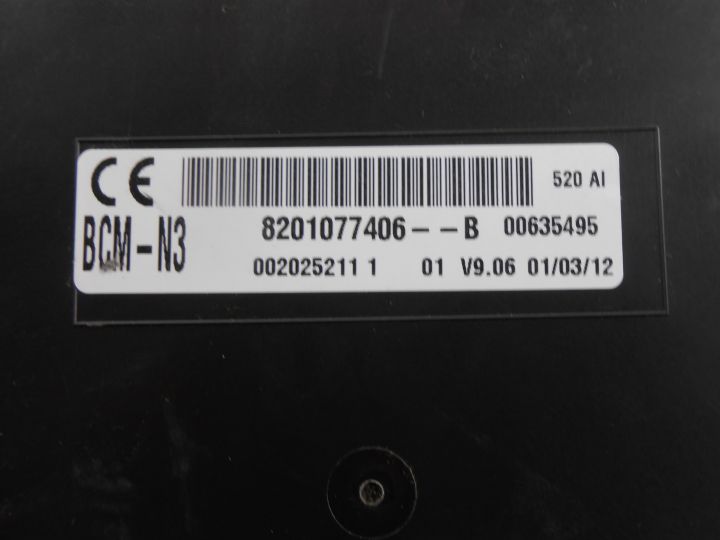 CE 520 AI
BCM-N3 8201077406--B 00635495
002025211 1 01 V9.06 01/03/12